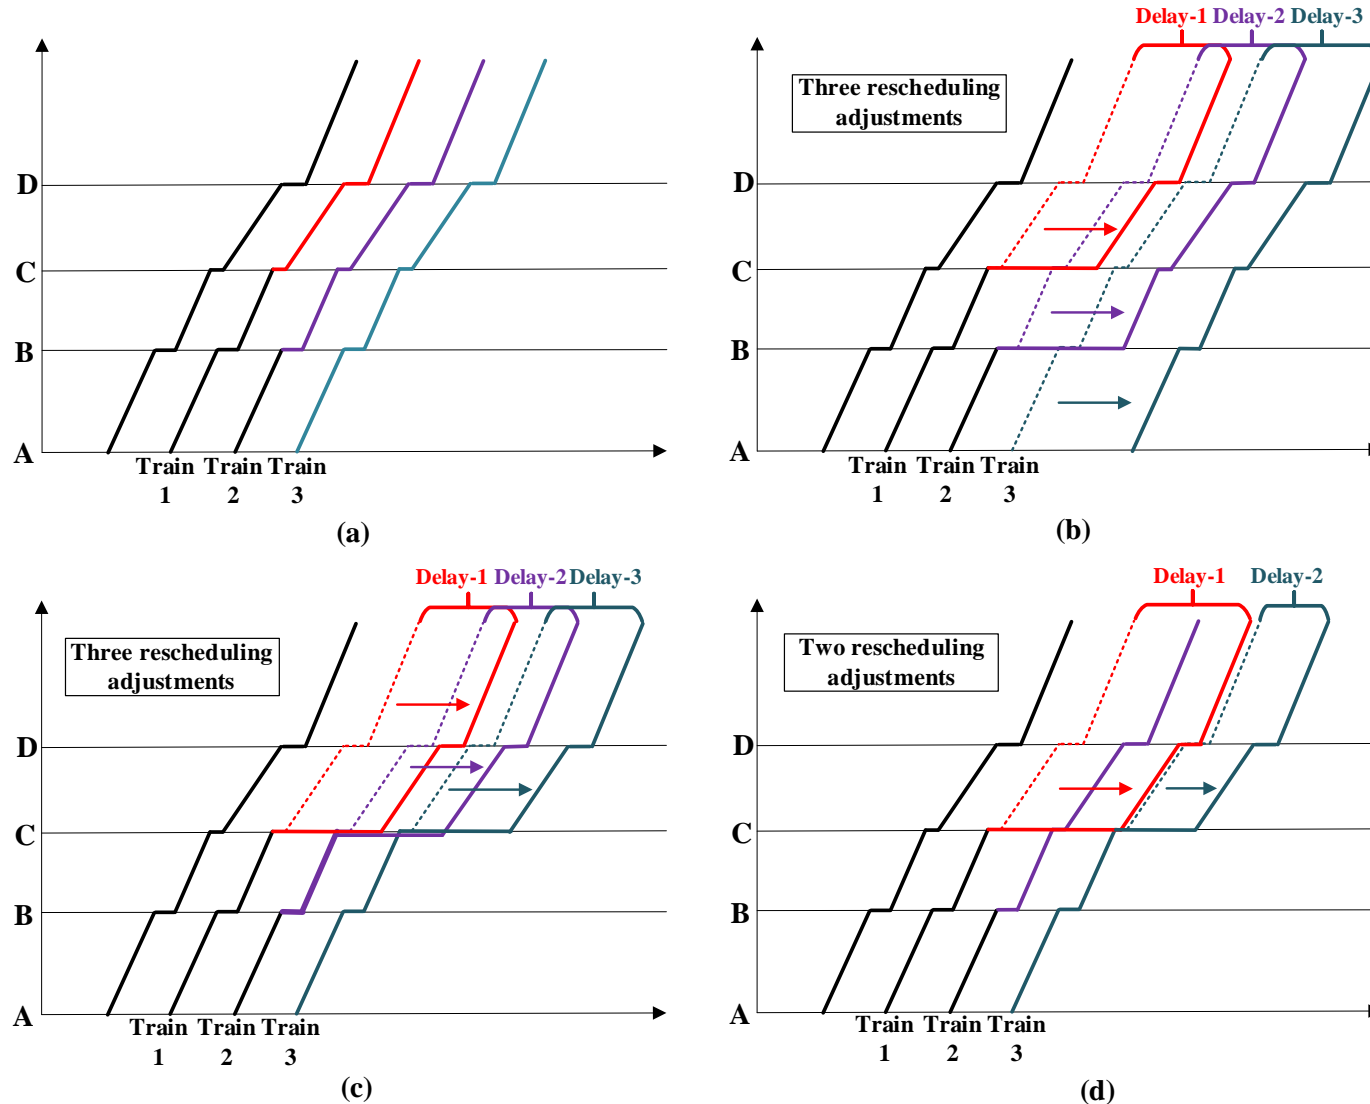 D
C
B
A
Train Train Train
1 2 3
(a)
Delay-1 Delay-2 Delay-3
Three rescheduling
adjustments
D
C
B
A
Train Train Train
1 2 3
(b)
Delay-1 Delay-2 Delay-3
Three rescheduling
adjustments
D
C
B
A
Train Train Train
1 2 3
(c)
Delay-1 Delay-2
Two rescheduling
adjustments
D
C
B
A
Train Train Train
1 2 3
(d)